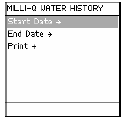 MILLI-Q WATER HISTORY
Start Date →
End Date →
Print →